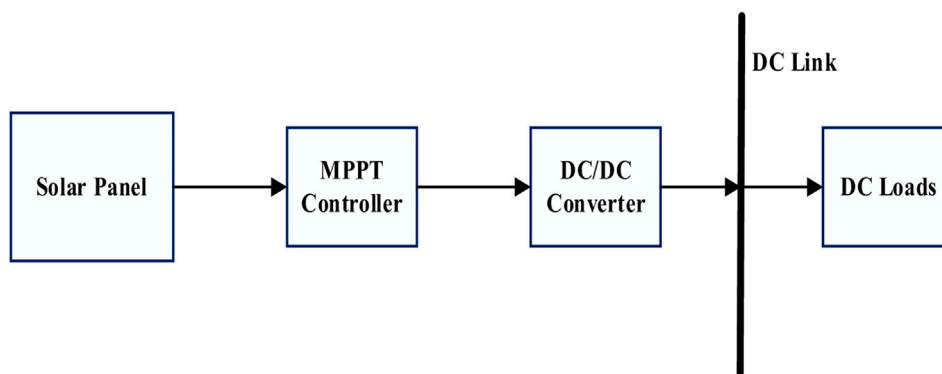 DC Link
Solar Panel
MPPT
Controller
DC/DC
Converter
DC Loads